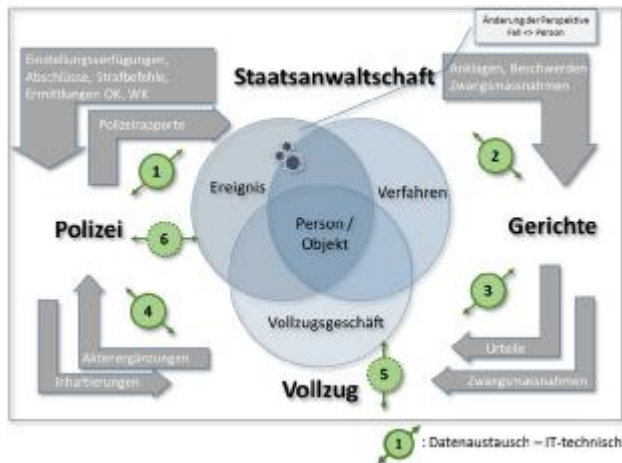 Änderung der Perspektive
Fall <> Person
Einstellungsverfügungen,
Abschlüsse, Strafbefehle,
Ermittlungen OK, WK
Staatsanwaltschaft
Anklagen, Beschwerden
Zwangsmassnahmen
Polizeirapporte
1
2
Ereignis
Verfahren
Polizei
6
Person /
Objekt
Gerichte
4
3
Vollzugsgeschäft
Aktenergänzungen
Inhaftierungen
Vollzug
5
Urteile
Zwangsmassnahmen
1 : Datenaustausch – IT-technisch